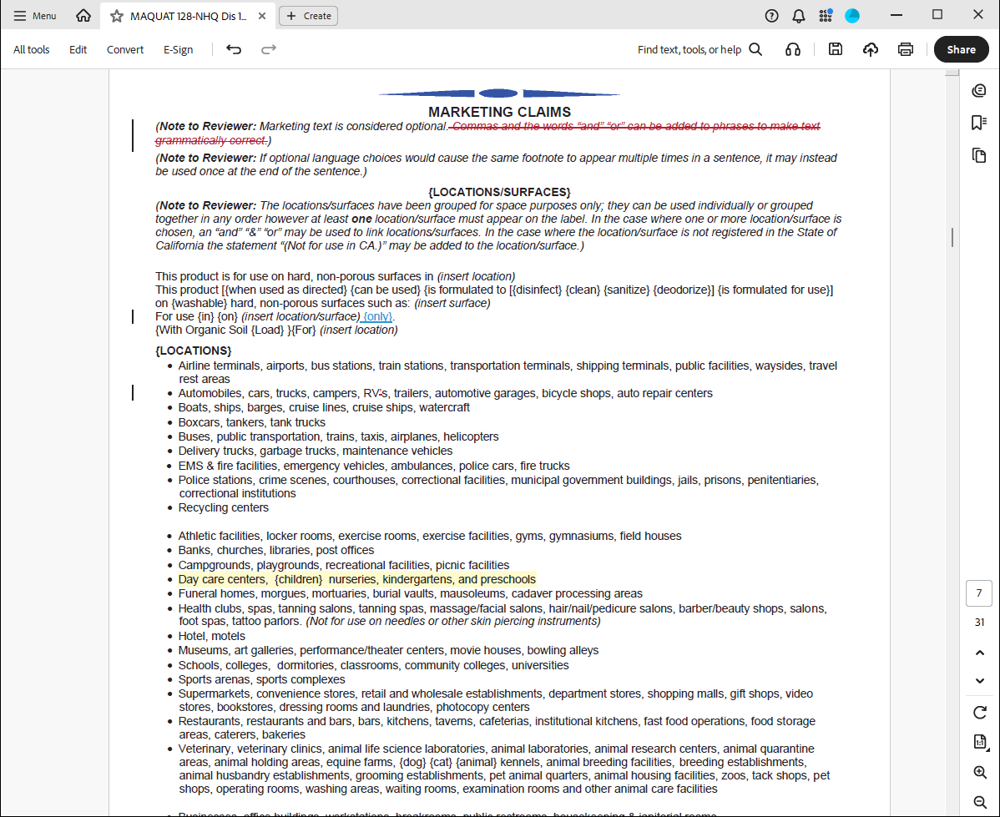 Menu
MAQUAT 128-NHQ Dis 1...
Create
All tools
Edit
Convert
E-Sign
Find text, tools, or help
Share
MARKETING CLAIMS
(Note to Reviewer: Marketing text is considered optional. Commas and the words “and” “or” can be added to phrases to make text
grammatically correct.)
(Note to Reviewer: If optional language choices would cause the same footnote to appear multiple times in a sentence, it may instead
be used once at the end of the sentence.)
{LOCATIONS/SURFACES}
(Note to Reviewer: The locations/surfaces have been grouped for space purposes only; they can be used individually or grouped
together in any order however at least one location/surface must appear on the label. In the case where one or more location/surface is
chosen, an “and” “&” “or” may be used to link locations/surfaces. In the case where the location/surface is not registered in the State of
California the statement “(Not for use in CA.)” may be added to the location/surface.)
This product is for use on hard, non-porous surfaces in (insert location)
This product [{when used as directed} {can be used} {is formulated to [{disinfect} {clean} {sanitize} {deodorize}] {is formulated for use}]
on {washable} hard, non-porous surfaces such as: (insert surface)
For use {in} {on} (insert location/surface) {only}.
{With Organic Soil {Load} }{For} (insert location)
{LOCATIONS}
• Airline terminals, airports, bus stations, train stations, transportation terminals, shipping terminals, public facilities, waysides, travel
rest areas
• Automobiles, cars, trucks, campers, RV-s, trailers, automotive garages, bicycle shops, auto repair centers
• Boats, ships, barges, cruise lines, cruise ships, watercraft
• Boxcars, tankers, tank trucks
• Buses, public transportation, trains, taxis, airplanes, helicopters
• Delivery trucks, garbage trucks, maintenance vehicles
• EMS & fire facilities, emergency vehicles, ambulances, police cars, fire trucks
• Police stations, crime scenes, courthouses, correctional facilities, municipal government buildings, jails, prisons, penitentiaries,
correctional institutions
• Recycling centers
• Athletic facilities, locker rooms, exercise rooms, exercise facilities, gyms, gymnasiums, field houses
• Banks, churches, libraries, post offices
• Campgrounds, playgrounds, recreational facilities, picnic facilities
• Day care centers, {children} nurseries, kindergartens, and preschools
• Funeral homes, morgues, mortuaries, burial vaults, mausoleums, cadaver processing areas
• Health clubs, spas, tanning salons, tanning spas, massage/facial salons, hair/nail/pedicure salons, barber/beauty shops, salons,
foot spas, tattoo parlors. (Not for use on needles or other skin piercing instruments)
• Hotel, motels
• Museums, art galleries, performance/theater centers, movie houses, bowling alleys
• Schools, colleges, dormitories, classrooms, community colleges, universities
• Sports arenas, sports complexes
• Supermarkets, convenience stores, retail and wholesale establishments, department stores, shopping malls, gift shops, video
stores, bookstores, dressing rooms and laundries, photocopy centers
• Restaurants, restaurants and bars, bars, kitchens, taverns, cafeterias, institutional kitchens, fast food operations, food storage
areas, caterers, bakeries
• Veterinary, veterinary clinics, animal life science laboratories, animal laboratories, animal research centers, animal quarantine
areas, animal holding areas, equine farms, {dog} {cat} {animal} kennels, animal breeding facilities, breeding establishments,
animal husbandry establishments, grooming establishments, pet animal quarters, animal housing facilities, zoos, tack shops, pet
shops, operating rooms, washing areas, waiting rooms, examination rooms and other animal care facilities
• Businesses, office buildings, workstations, breakrooms, public restrooms, housekeeping & janitorial rooms
7
31
1:1